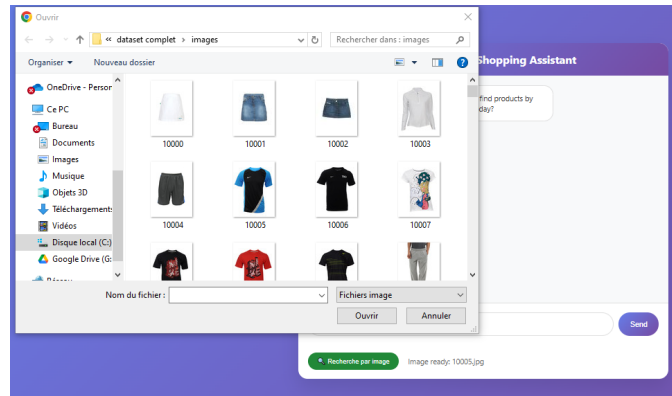 Ouvrir
« dataset complet › images
Rechercher dans : images
Organiser
Nouveau dossier
OneDrive - Person
Ce PC
Bureau
Documents
Images
Musique
Objets 3D
Téléchargements
Vidéos
Disque local (C:)
Google Drive (G:
10000
10001
10002
10003
10004
10005
10006
10007
Nom du fichier :
Fichiers image
Ouvrir
Annuler
Shopping Assistant
find products by
day?
Send
Recherche par image
Image ready: 10005.jpg